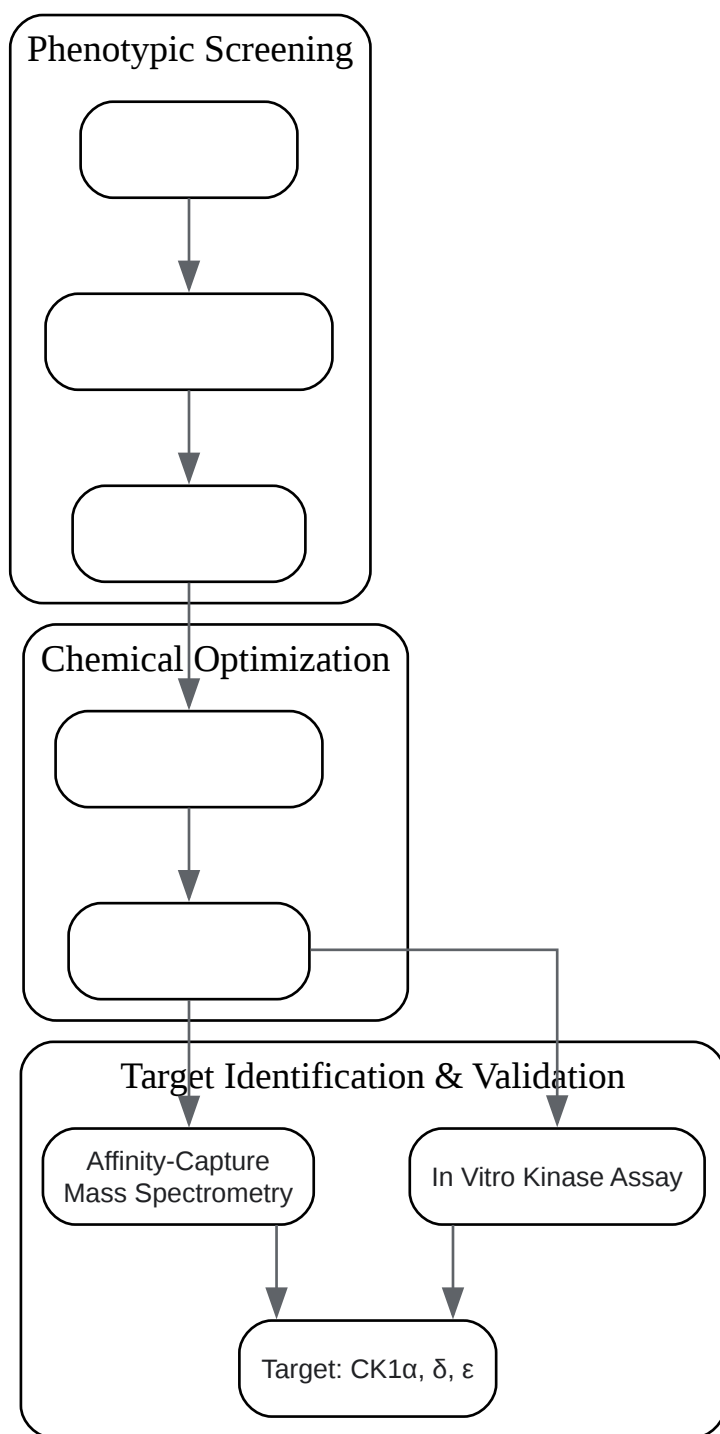 Phenotypic Screening
Chemical Optimization
Target Identification & Validation
Affinity-Capture
Mass Spectrometry
In Vitro Kinase Assay
Target: CK1α, δ, ε